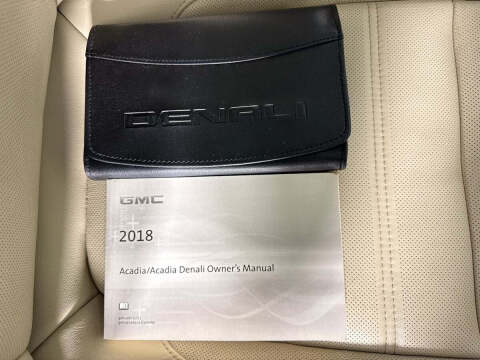 DENALI
GMC
2018
Acadia/Acadia Denali Owner's Manual